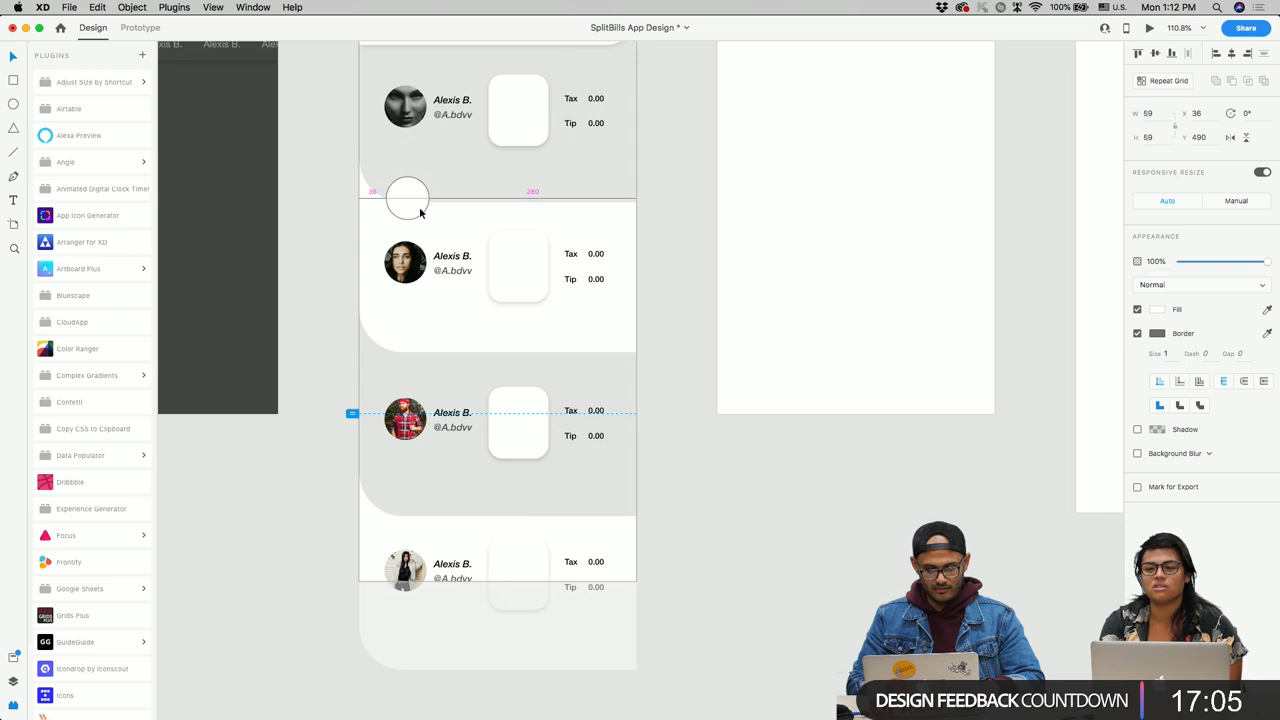 XD File Edit Object Plugins View Window Help
100% U.S. Mon 1:12 PM
Design Prototype
SplitBills App Design *
110.8%
Share
PLUGINS
Adjust Size by Shortcut
Airtable
Alexa Preview
Angle
Animated Digital Clock Timer
App Icon Generator
Arranger for XD
Artboard Plus
Bluescape
CloudApp
Color Ranger
Complex Gradients
Confetti
Copy CSS to Clipboard
Data Populator
Dribbble
Experience Generator
Focus
Frontify
Google Sheets
Grids Plus
GuideGuide
Icondrop by Iconscout
Icons
xis B. Alexis B. Alexis
Alexis B.
@A.bdvv
Tax 0.00
Tip 0.00
36
280
Alexis B.
@A.bdvv
Tax 0.00
Tip 0.00
Alexis B.
@A.bdvv
Tax 0.00
Tip 0.00
Alexis B.
@A.bdvv
Tax 0.00
Tip 0.00
Repeat Grid
W 59 X 36 0°
H 59 Y 490
RESPONSIVE RESIZE
Auto Manual
APPEARANCE
100%
Normal
Fill
Border
Size 1 Dash 0 Gap 0
Shadow
Background Blur
Mark for Export
DESIGN FEEDBACK COUNTDOWN 17:05